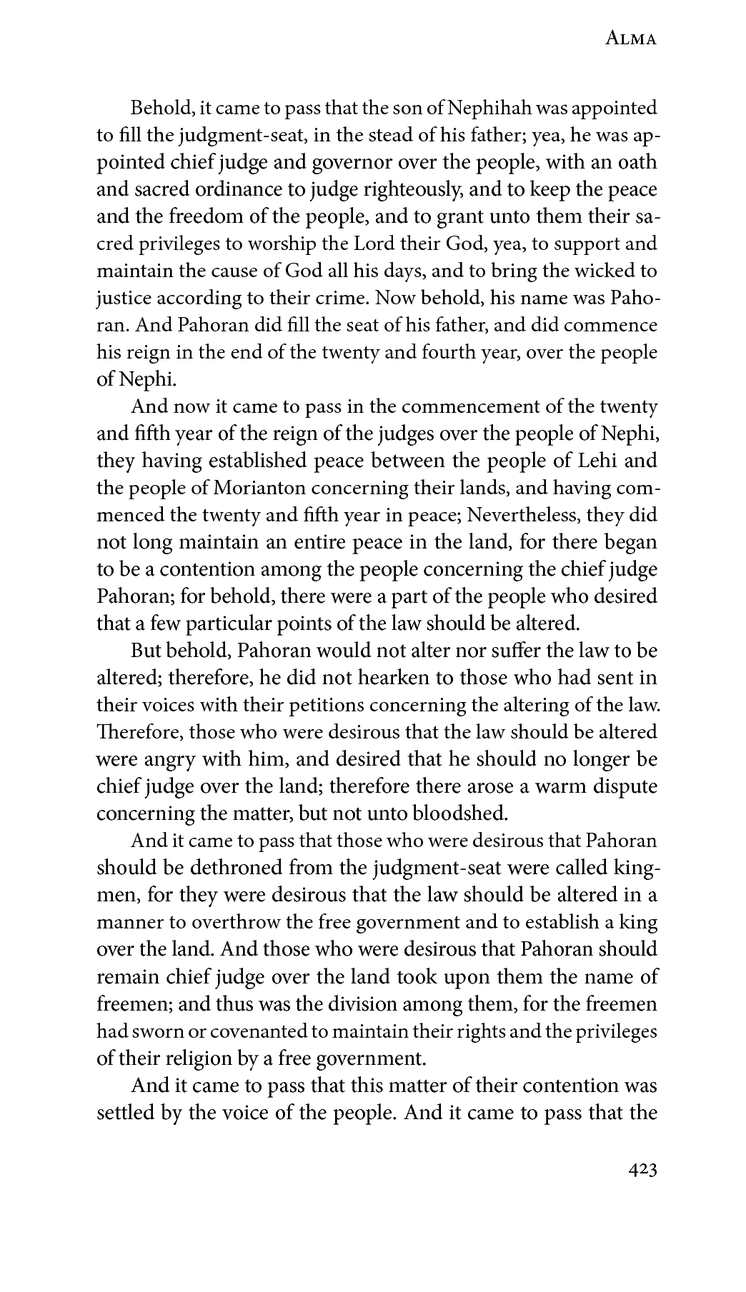 Alma
Behold, it came to pass that the son of Nephihah was appointed
to fill the judgment-seat, in the stead of his father; yea, he was ap-
pointed chief judge and governor over the people, with an oath
and sacred ordinance to judge righteously, and to keep the peace
and the freedom of the people, and to grant unto them their sa-
cred privileges to worship the Lord their God, yea, to support and
maintain the cause of God all his days, and to bring the wicked to
justice according to their crime. Now behold, his name was Paho-
ran. And Pahoran did fill the seat of his father, and did commence
his reign in the end of the twenty and fourth year, over the people
of Nephi.
And now it came to pass in the commencement of the twenty
and fifth year of the reign of the judges over the people of Nephi,
they having established peace between the people of Lehi and
the people of Morianton concerning their lands, and having com-
menced the twenty and fifth year in peace; Nevertheless, they did
not long maintain an entire peace in the land, for there began
to be a contention among the people concerning the chief judge
Pahoran; for behold, there were a part of the people who desired
that a few particular points of the law should be altered.
But behold, Pahoran would not alter nor suffer the law to be
altered; therefore, he did not hearken to those who had sent in
their voices with their petitions concerning the altering of the law.
Therefore, those who were desirous that the law should be altered
were angry with him, and desired that he should no longer be
chief judge over the land; therefore there arose a warm dispute
concerning the matter, but not unto bloodshed.
And it came to pass that those who were desirous that Pahoran
should be dethroned from the judgment-seat were called king-
men, for they were desirous that the law should be altered in a
manner to overthrow the free government and to establish a king
over the land. And those who were desirous that Pahoran should
remain chief judge over the land took upon them the name of
freemen; and thus was the division among them, for the freemen
had sworn or covenanted to maintain their rights and the privileges
of their religion by a free government.
And it came to pass that this matter of their contention was
settled by the voice of the people. And it came to pass that the
423